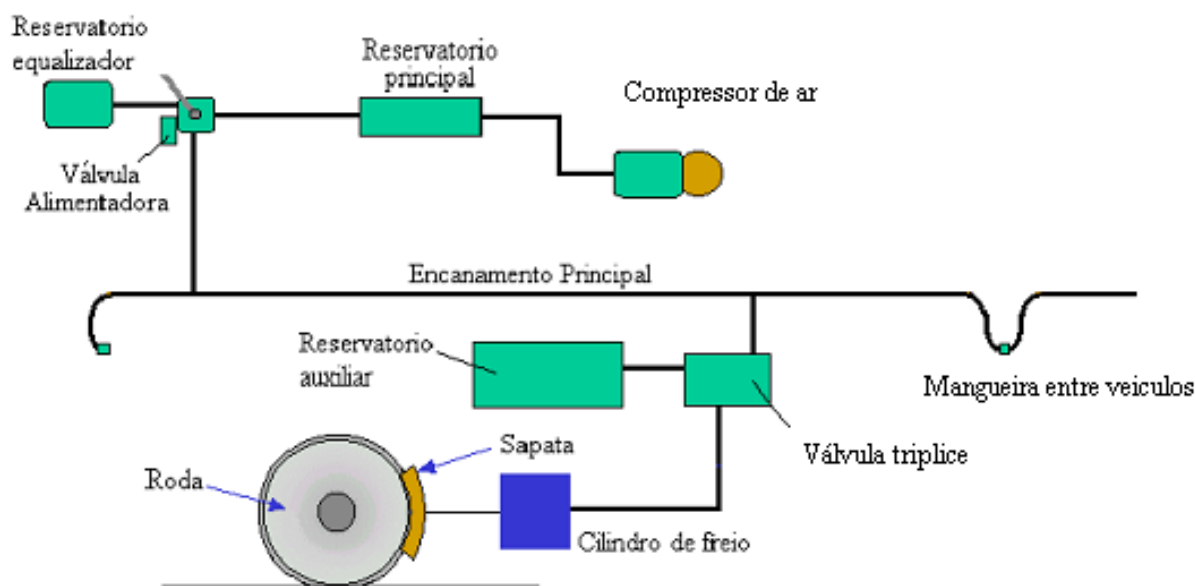 Reservatorio
equalizador
Reservatorio
principal
Compressor de ar
Válvula
Alimentadora
Encanamento Principal
Reservatorio
auxiliar
Mangueira entre veiculos
Sapata
Válvula triplice
Roda
Cilindro de freio